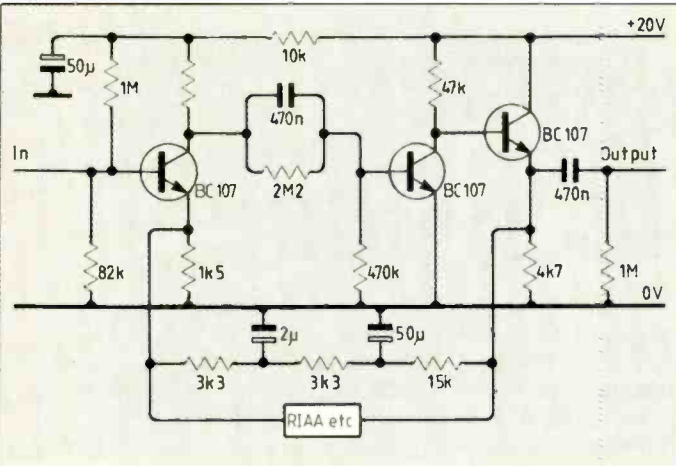 +20V
50μ
1M
10k
47k
470n
2M2
BC107
In
BC107
BC107
Output
470n
82k
1k5
470k
4k7
1M
0V
2μ
50μ
3k3
3k3
15k
RIAA etc